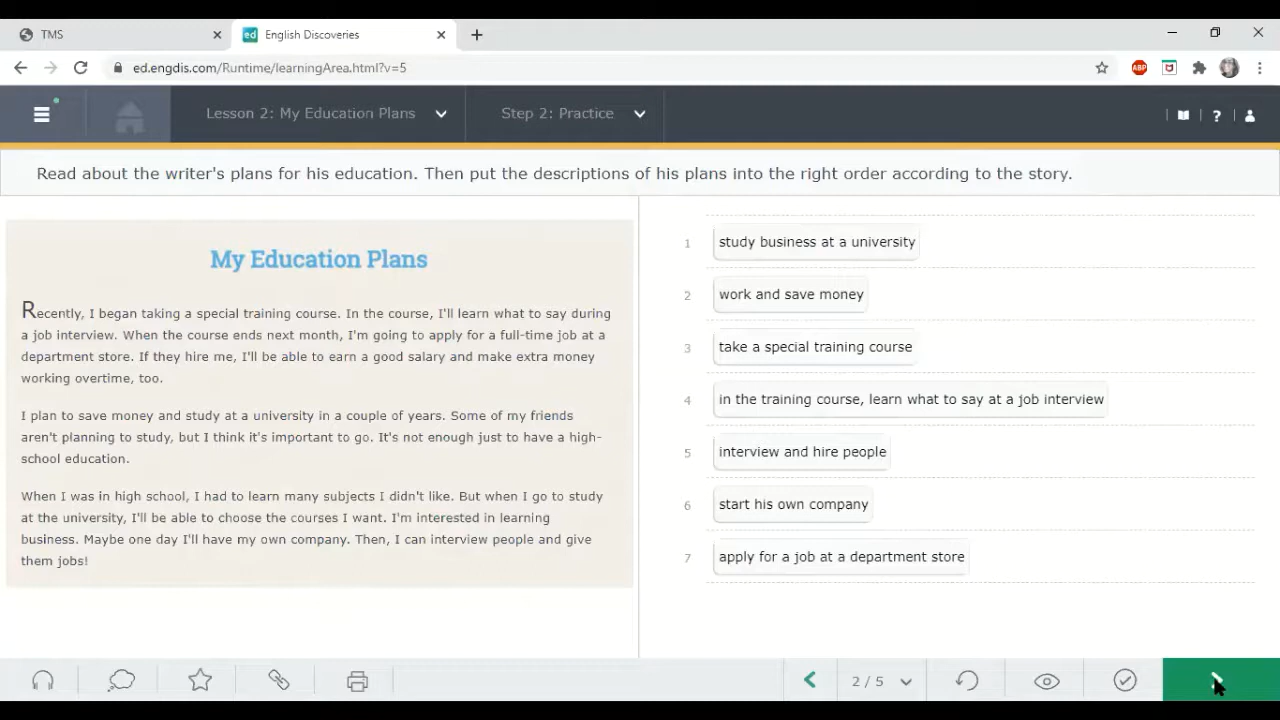 TMS
English Discoveries
ed.engdis.com/Runtime/learningArea.html?v=5
ABP
Lesson 2: My Education Plans
Step 2: Practice
?
Read about the writer's plans for his education. Then put the descriptions of his plans into the right order according to the story.
My Education Plans
Recently, I began taking a special training course. In the course, I'll learn what to say during
a job interview. When the course ends next month, I'm going to apply for a full-time job at a
department store. If they hire me, I'll be able to earn a good salary and make extra money
working overtime, too.
I plan to save money and study at a university in a couple of years. Some of my friends
aren't planning to study, but I think it's important to go. It's not enough just to have a high-
school education.
When I was in high school, I had to learn many subjects I didn't like. But when I go to study
at the university, I'll be able to choose the courses I want. I'm interested in learning
business. Maybe one day I'll have my own company. Then, I can interview people and give
them jobs!
1 study business at a university
2 work and save money
3 take a special training course
4 in the training course, learn what to say at a job interview
5 interview and hire people
6 start his own company
7 apply for a job at a department store
2 / 5